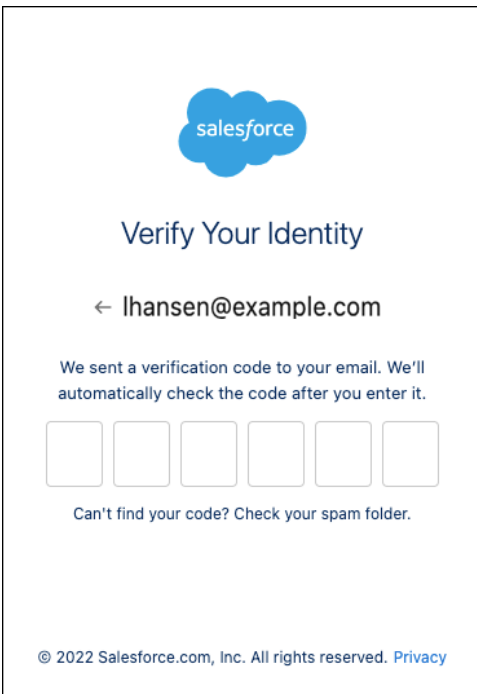 salesforce
Verify Your Identity
← lhansen@example.com
We sent a verification code to your email. We’ll
automatically check the code after you enter it.
Can't find your code? Check your spam folder.
© 2022 Salesforce.com, Inc. All rights reserved. Privacy